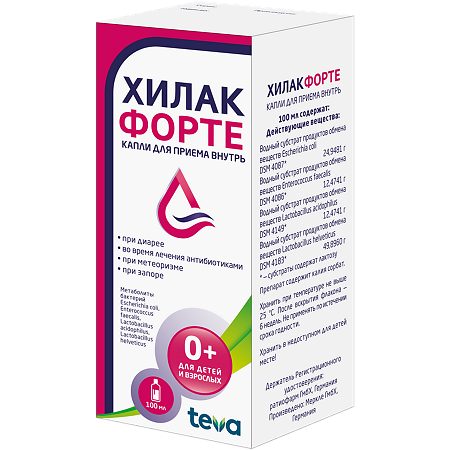 ХИЛАК
ФОРТЕ
КАПЛИ ДЛЯ ПРИЕМА ВНУТРЬ
• при диарее
• во время лечения антибиотиками
• при метеоризме
• при запоре
Метаболиты
бактерий
Escherichia coli,
Enterococcus
faecalis,
Lactobacillus
acidophilus,
Lactobacillus
helveticus
0+
ДЛЯ ДЕТЕЙ
И ВЗРОСЛЫХ
100 мл
teva
ХИЛАК ФОРТЕ
КАПЛИ ДЛЯ ПРИЕМА ВНУТРЬ
100 мл содержат:
Действующие вещества:
Водный субстрат продуктов обмена
веществ Escherichia coli
DSM 4087* 24,9481 г
Водный субстрат продуктов обмена
веществ Enterococcus faecalis
DSM 4086* 12,4741 г
Водный субстрат продуктов обмена
веществ Lactobacillus acidophilus
DSM 4149* 12,4741 г
Водный субстрат продуктов обмена
веществ Lactobacillus helveticus
DSM 4183* 49,8960 г
* – субстраты содержат лактозу
Препарат содержит калия сорбат.
Хранить при температуре не выше
25 °C. После вскрытия флакона –
6 недель. Не применять по истечении
срока годности.
Хранить в недоступном для детей
месте!
Держатель Регистрационного
удостоверения:
ратиофарм ГмбХ, Германия
Произведено: Меркле ГмбХ,
Германия